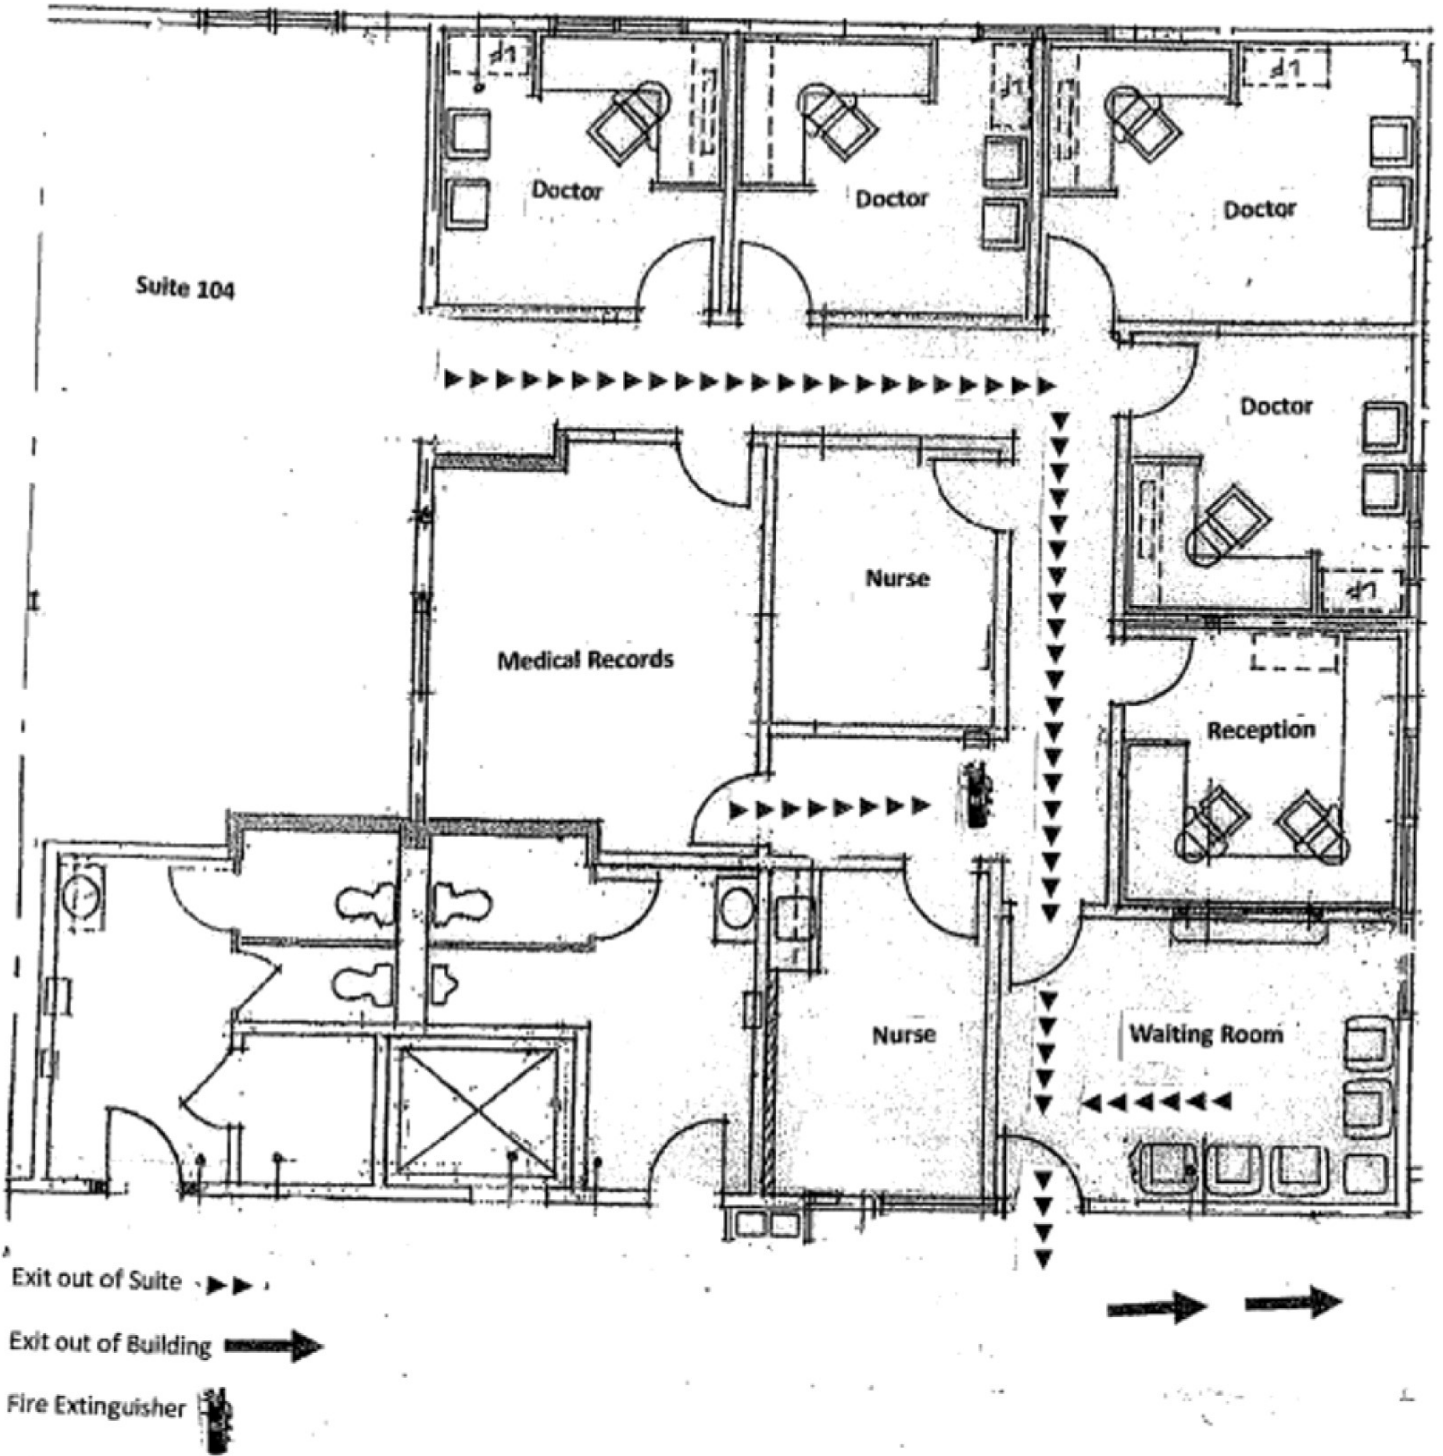 Doctor
Doctor
Doctor
Suite 104
Doctor
Nurse
Medical Records
Reception
Nurse
Waiting Room
Exit out of Suite
Exit out of Building
Fire Extinguisher